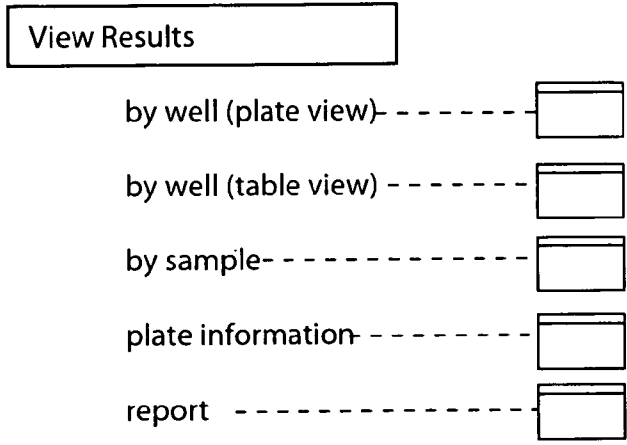 View Results
by well (plate view)
by well (table view)
by sample
plate information
report